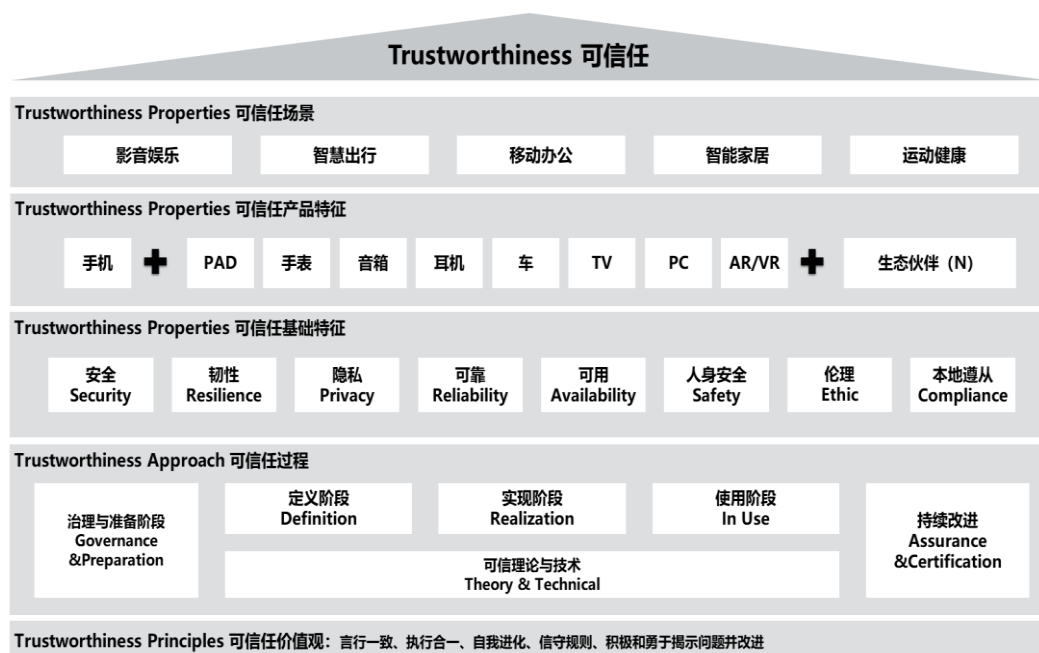 Trustworthiness 可信任
Trustworthiness Properties 可信任场景
影音娱乐
智慧出行
移动办公
智能家居
运动健康
Trustworthiness Properties 可信任产品特征
手机
PAD
手表
音箱
耳机
车
TV
PC
AR/VR
生态伙伴（N）
Trustworthiness Properties 可信任基础特征
安全
Security
韧性
Resilience
隐私
Privacy
可靠
Reliability
可用
Availability
人身安全
Safety
伦理
Ethic
本地遵从
Compliance
Trustworthiness Approach 可信任过程
治理与准备阶段
Governance
&Preparation
定义阶段
Definition
实现阶段
Realization
使用阶段
In Use
可信理论与技术
Theory & Technical
持续改进
Assurance
&Certification
Trustworthiness Principles 可信任价值观：言行一致、执行合一、自我进化、信守规则、积极和勇于揭示问题并改进